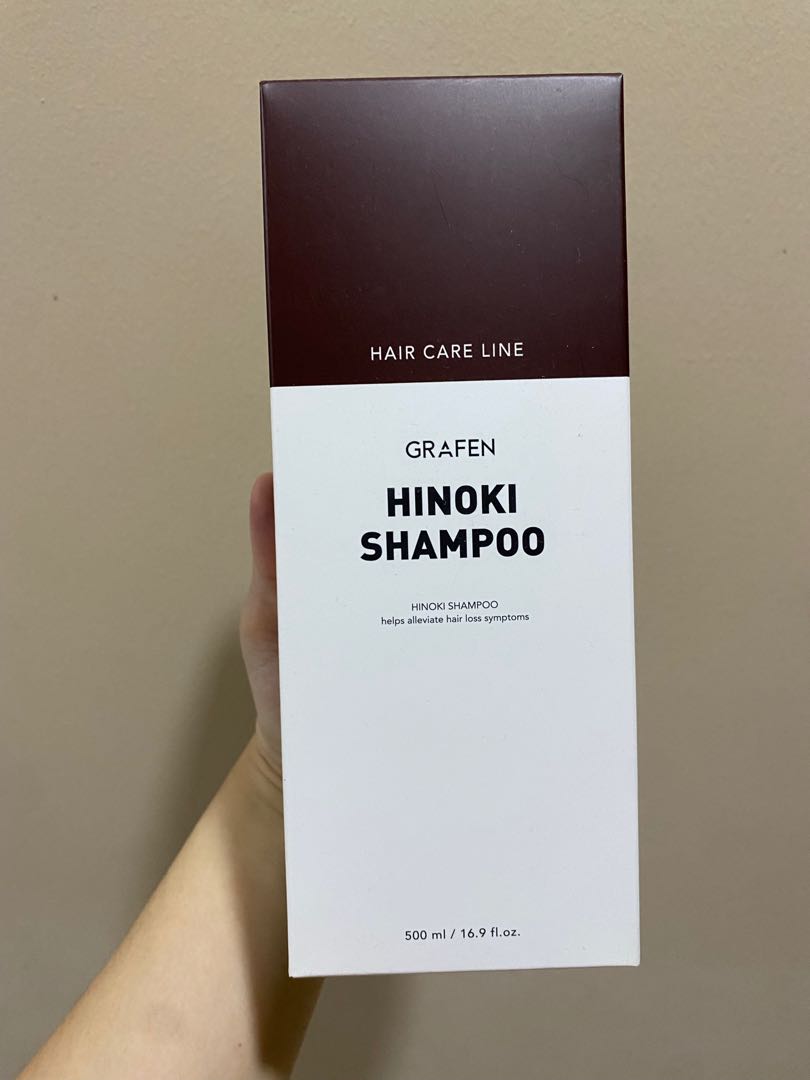 HAIR CARE LINE
GRAFEN
HINOKI
SHAMPOO
HINOKI SHAMPOO
helps alleviate hair loss symptoms
500 ml / 16.9 fl.oz.